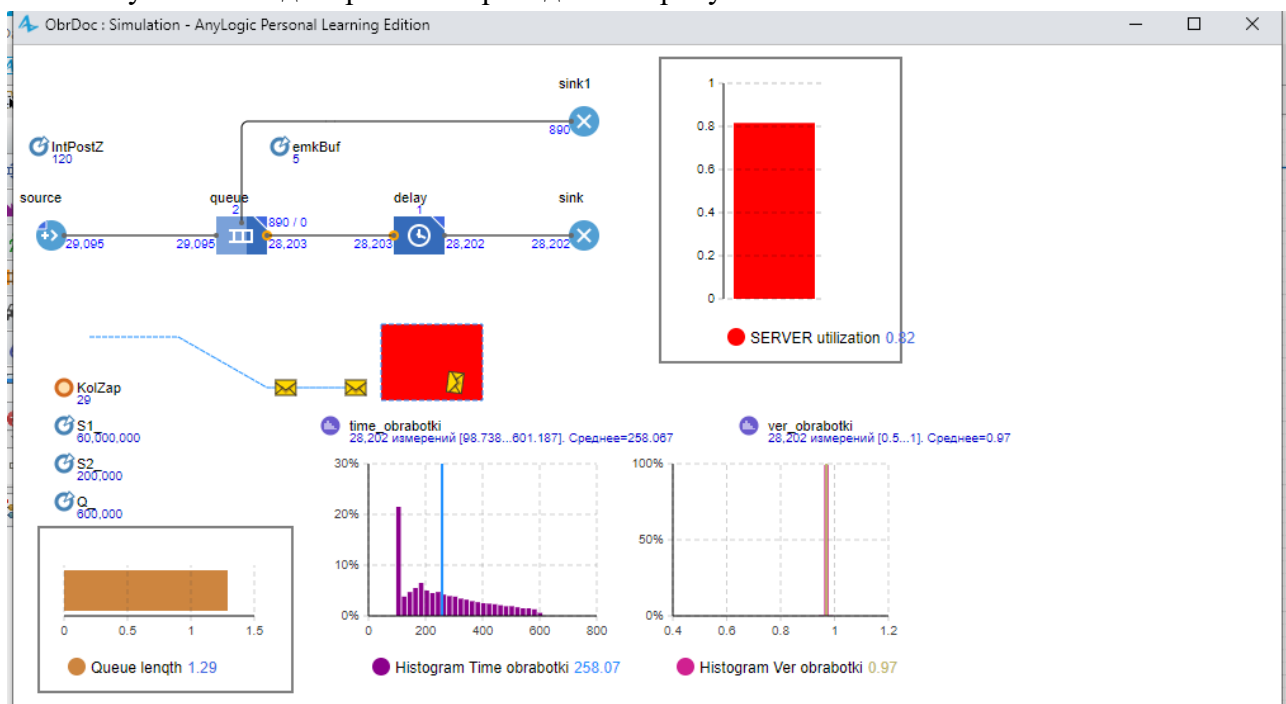 ObrDoc : Simulation - AnyLogic Personal Learning Edition
sink1
890
IntPostZ
120
emkBuf
5
source
queue
delay
sink
2
1
890 / 0
29,095
29,095
28,203
28,203
28,202
28,202
1
0.8
0.6
0.4
0.2
0
SERVER utilization 0.82
KolZap
29
S1_
60,000,000
S2_
200,000
Q_
600,000
time_obrabotki
28,202 измерений [98.738...601.187]. Среднее=258.067
ver_obrabotki
28,202 измерений [0.5...1]. Среднее=0.97
30%
20%
10%
0%
0 200 400 600 800
Histogram Time obrabotki 258.07
100%
50%
0%
0.4 0.6 0.8 1 1.2
Histogram Ver obrabotki 0.97
0 0.5 1 1.5
Queue length 1.29